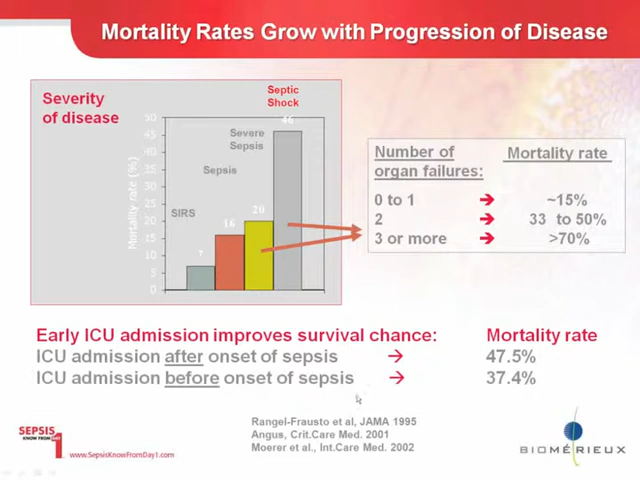 Mortality Rates Grow with Progression of Disease
Severity
of disease
Septic
Shock
Mortality rate (%)
50
45
40
35
30
25
20
15
10
5
0
SIRS
Sepsis
Severe
Sepsis
7
16
20
46
Number of
organ failures:
Mortality rate
0 to 1 ➔ ~15%
2 ➔ 33 to 50%
3 or more ➔ >70%
Early ICU admission improves survival chance: Mortality rate
ICU admission after onset of sepsis → 47.5%
ICU admission before onset of sepsis → 37.4%
Rangel-Frausto et al, JAMA 1995
Angus, Crit.Care Med. 2001
Moerer et al., Int.Care Med. 2002
SEPSIS
KNOW FROM DAY 1
www.SepsisKnowFromDay1.com
BIOMÉRIEUX